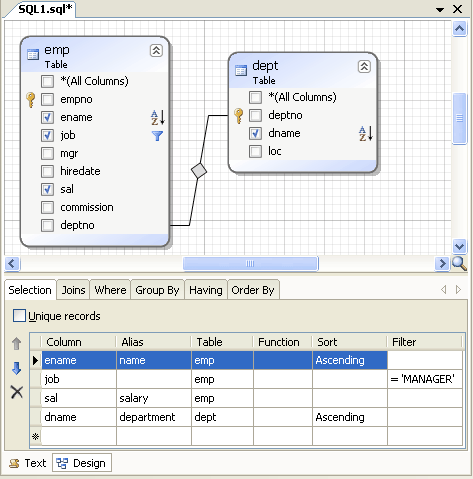 SQL1.sql*
emp
Table
*(All Columns)
empno
ename
job
mgr
hiredate
sal
commission
deptno
dept
Table
*(All Columns)
deptno
dname
loc
Selection Joins Where Group By Having Order By
Unique records
Column Alias Table Function Sort Filter
ename name emp Ascending
job emp = 'MANAGER'
sal salary emp
dname department dept Ascending
Text Design